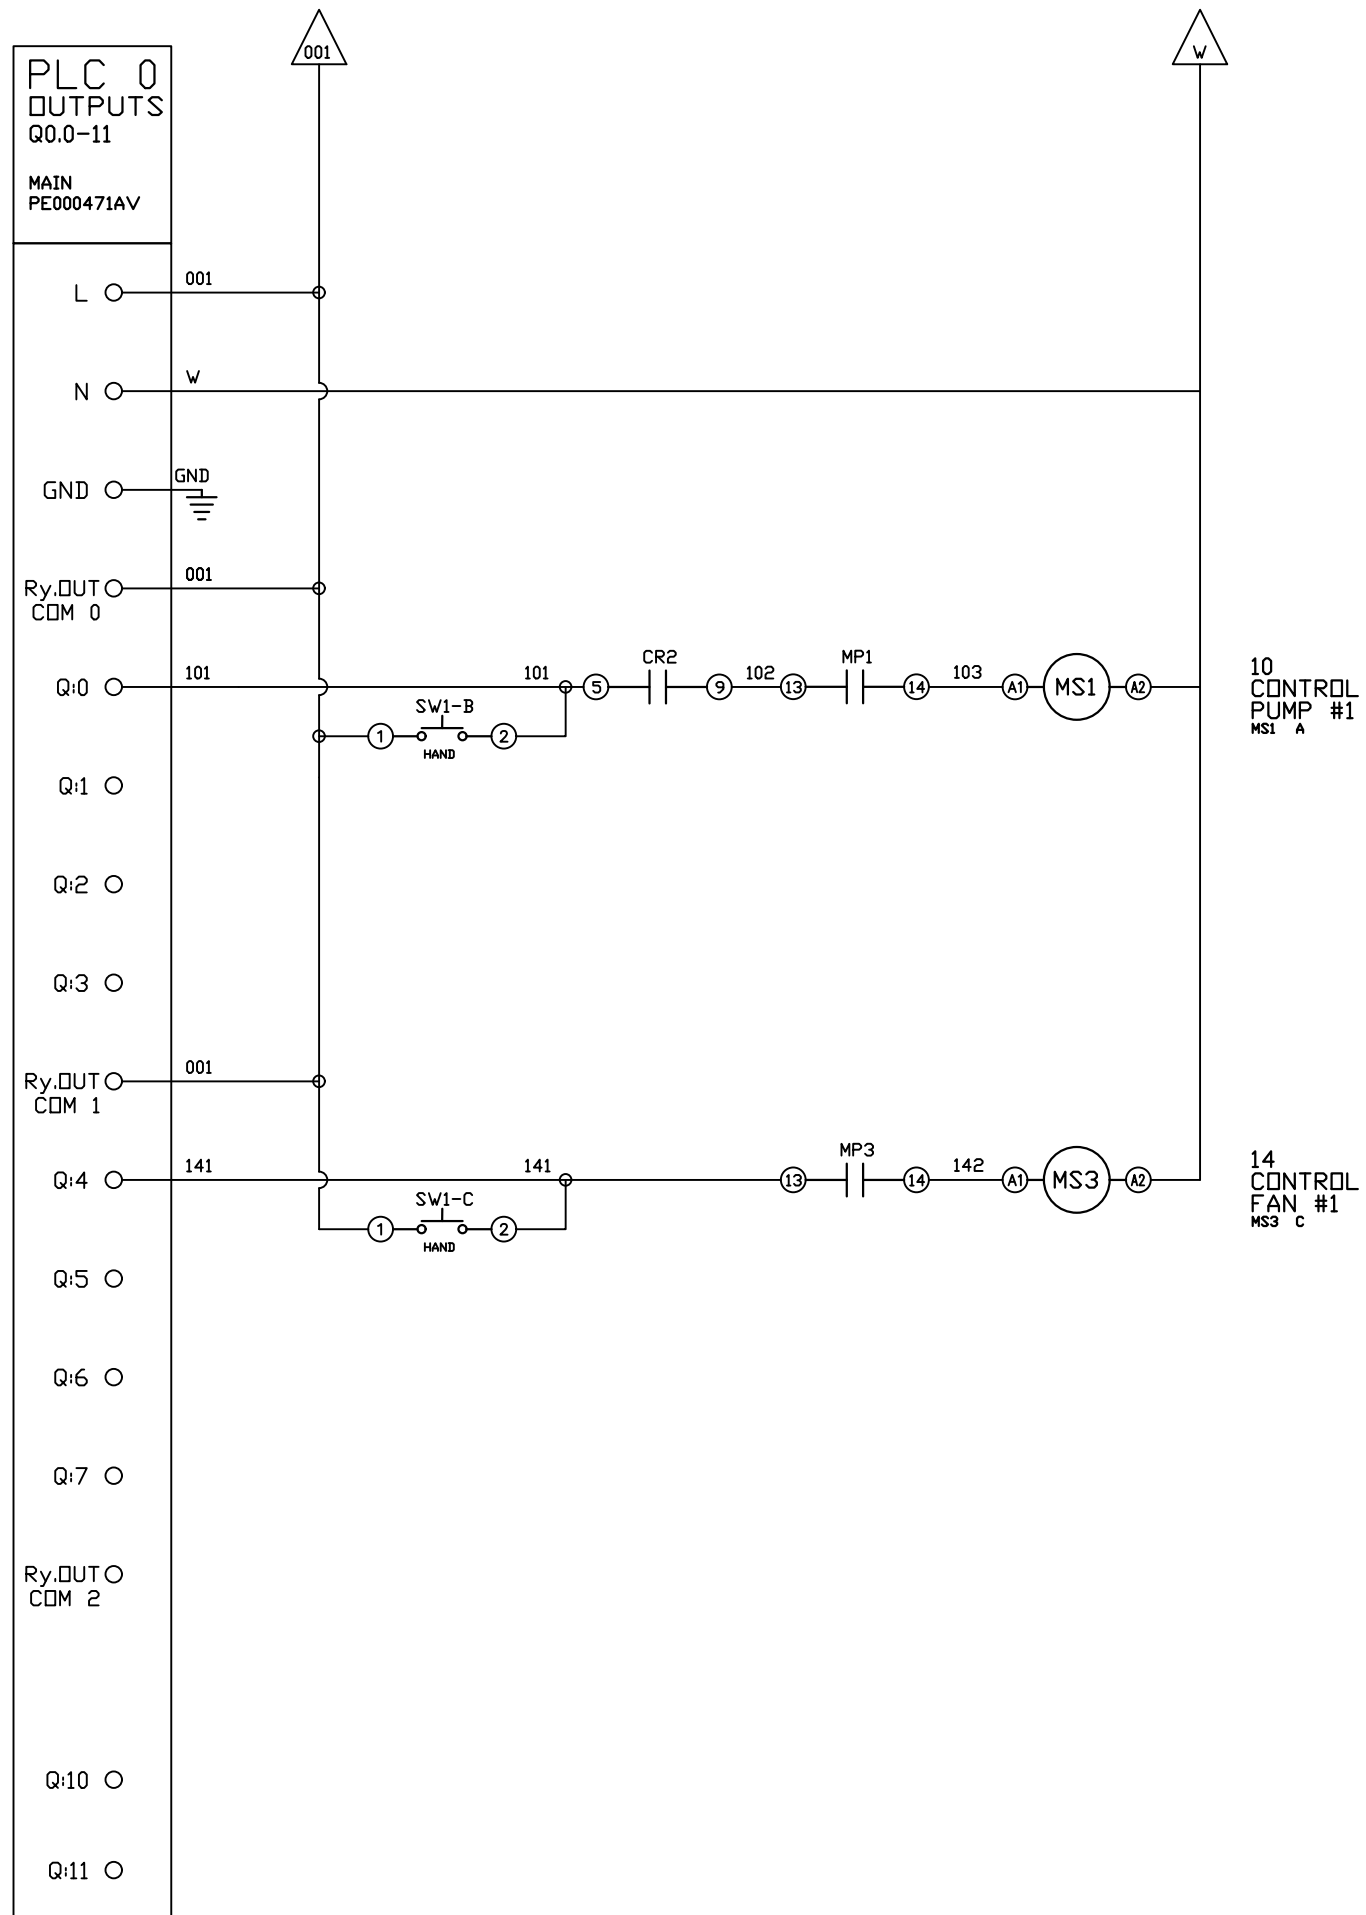 001
W
PLC 0
OUTPUTS
Q0.0-11
MAIN
PE000471AV
L
001
N
W
GND
GND
Ry.OUT
COM 0
001
Q:0
101
101
5
CR2
9
102
13
MP1
14
103
A1
MS1
A2
10
CONTROL
PUMP #1
MS1 A
SW1-B
1
2
HAND
Q:1
Q:2
Q:3
Ry.OUT
COM 1
001
Q:4
141
141
13
MP3
14
142
A1
MS3
A2
14
CONTROL
FAN #1
MS3 C
SW1-C
1
2
HAND
Q:5
Q:6
Q:7
Ry.OUT
COM 2
Q:10
Q:11